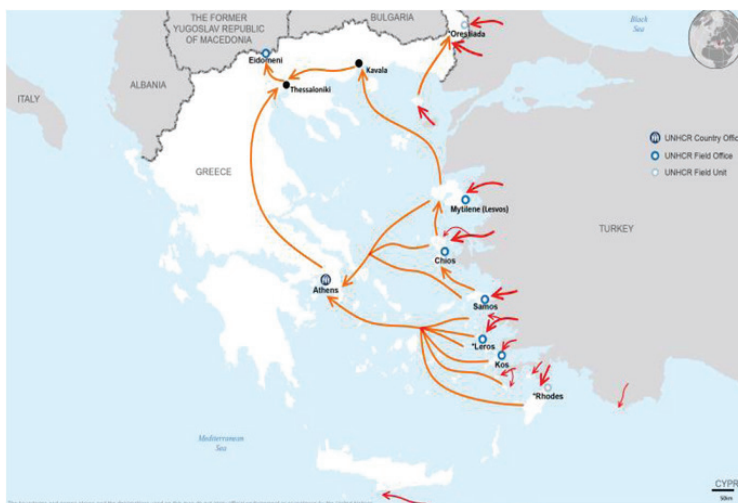 THE FORMER
YUGOSLAV REPUBLIC
OF MACEDONIA
BULGARIA
Black
Sea
*Orestiada
Eidomeni
Kavala
ALBANIA
Thessaloniki
ITALY
UNHCR Country Offic
UNHCR Field Office
UNHCR Field Unit
GREECE
Mytilene (Lesvos)
TURKEY
Chios
Athens
Samos
*Leros
Kos
*Rhodes
Mediterranean
Sea
CYPR
50km